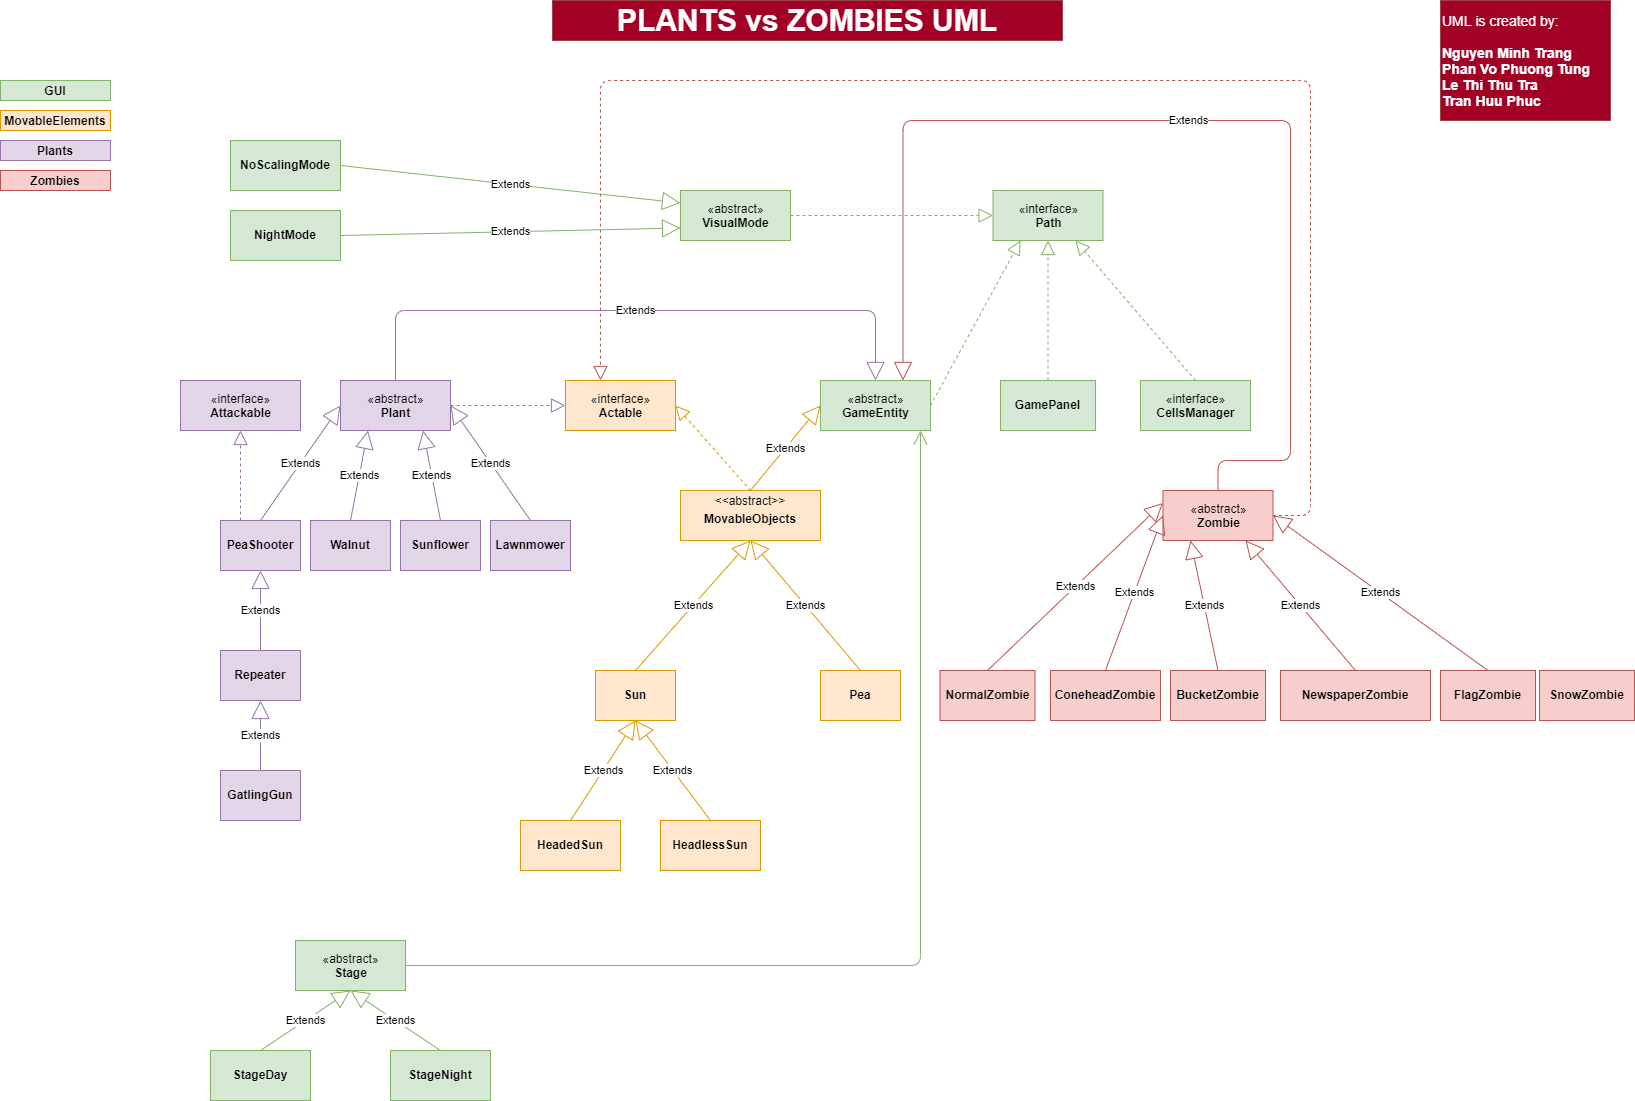 PLANTS vs ZOMBIES UML
UML is created by:
Nguyen Minh Trang
Phan Vo Phuong Tung
Le Thi Thu Tra
Tran Huu Phuc
GUI
MovableElements
Plants
Zombies
Extends
NoScalingMode
Extends
«abstract»
VisualMode
«interface»
Path
NightMode
Extends
Extends
«interface»
Attackable
«abstract»
Plant
«interface»
Actable
«abstract»
GameEntity
GamePanel
«interface»
CellsManager
Extends
Extends
Extends
Extends
Extends
<<abstract>>
MovableObjects
«abstract»
Zombie
PeaShooter
Walnut
Sunflower
Lawnmower
Extends
Extends
Extends
Extends
Extends
Extends
Extends
Extends
Repeater
Sun
Pea
NormalZombie
ConeheadZombie
BucketZombie
NewspaperZombie
FlagZombie
SnowZombie
Extends
Extends
Extends
GatlingGun
HeadedSun
HeadlessSun
«abstract»
Stage
Extends
Extends
StageDay
StageNight